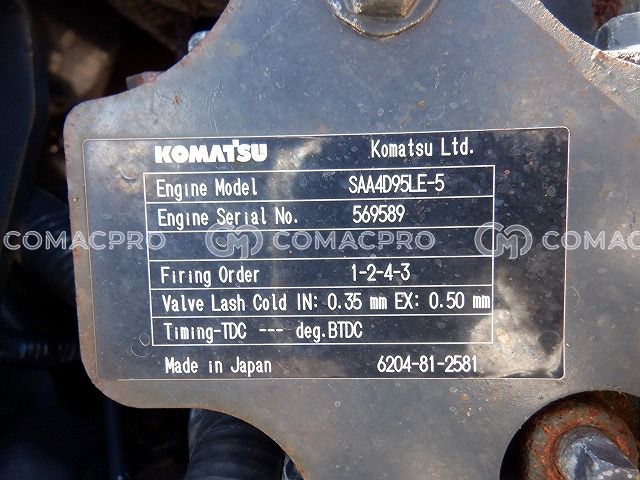 KOMATSU Komatsu Ltd.
Engine Model SAA4D95LE-5
Engine Serial No. 569589
COMACPRO COMACPRO COMACPRO
Firing Order 1-2-4-3
Valve Lash Cold IN: 0.35 mm EX: 0.50 mm
Timing-TDC --- deg.BTDC
Made in Japan 6204-81-2581